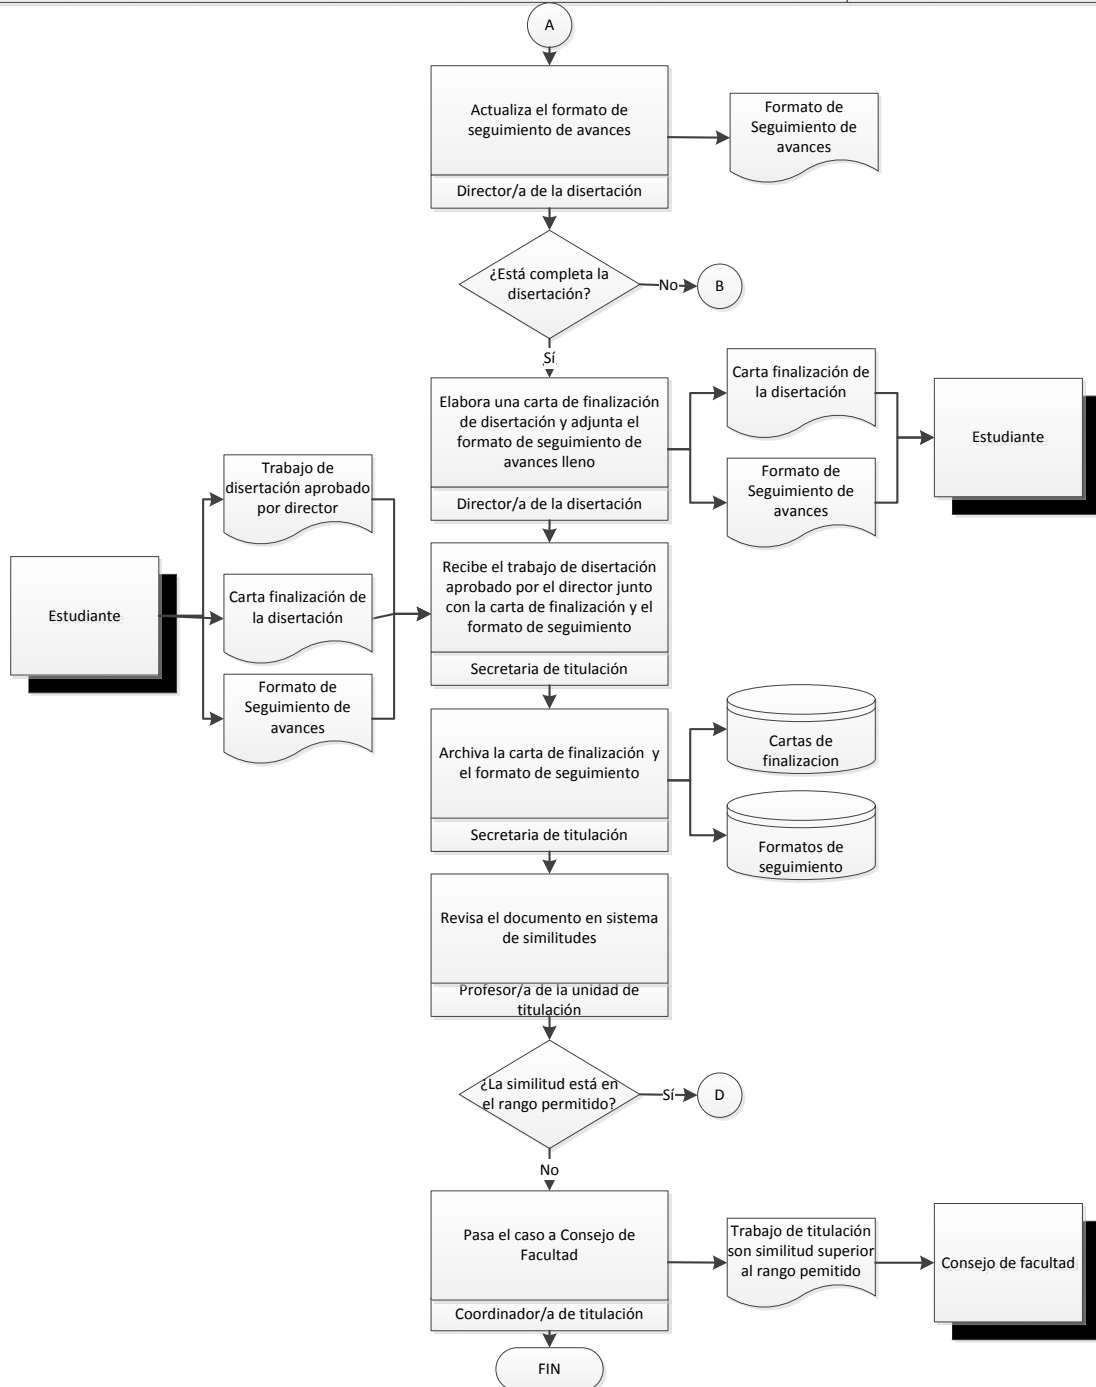 A
Actualiza el formato de
seguimiento de avances
Director/a de la disertación
Formato de
Seguimiento de
avances
¿Está completa la
disertación?
No
B
Sí
Elabora una carta de finalización
de disertación y adjunta el
formato de seguimiento de
avances lleno
Director/a de la disertación
Carta finalización de
la disertación
Formato de
Seguimiento de
avances
Estudiante
Estudiante
Trabajo de
disertación aprobado
por director
Carta finalización de
la disertación
Formato de
Seguimiento de
avances
Recibe el trabajo de disertación
aprobado por el director junto
con la carta de finalización y el
formato de seguimiento
Secretaria de titulación
Archiva la carta de finalización y
el formato de seguimiento
Secretaria de titulación
Cartas de
finalizacion
Formatos de
seguimiento
Revisa el documento en sistema
de similitudes
Profesor/a de la unidad de
titulación
¿La similitud está en
el rango permitido?
Sí
D
No
Pasa el caso a Consejo de
Facultad
Coordinador/a de titulación
Trabajo de titulación
son similitud superior
al rango pemitido
Consejo de facultad
FIN